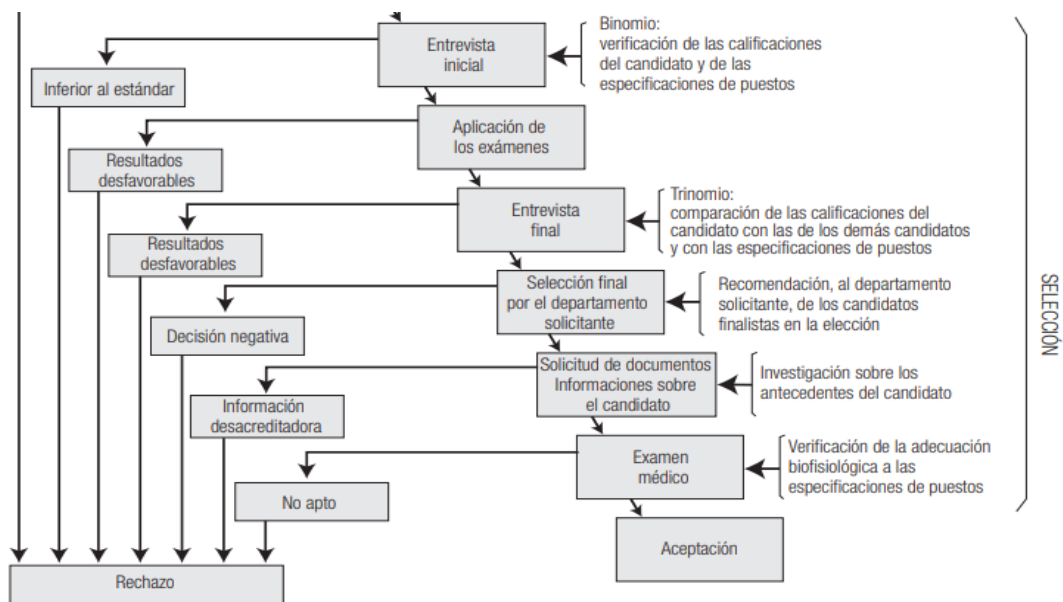 Entrevista
inicial
Binomio:
verificación de las calificaciones
del candidato y de las
especificaciones de puestos
Inferior al estándar
Aplicación de
los exámenes
Resultados
desfavorables
Entrevista
final
Trinomio:
comparación de las calificaciones del
candidato con las de los demás candidatos
y con las especificaciones de puestos
Resultados
desfavorables
Selección final
por el departamento
solicitante
Recomendación, al departamento
solicitante, de los candidatos
finalistas en la elección
Decisión negativa
Solicitud de documentos
Informaciones sobre
el candidato
Investigación sobre los
antecedentes del candidato
Información
desacreditadora
Examen
médico
Verificación de la adecuación
biofisiológica a las
especificaciones de puestos
No apto
Aceptación
Rechazo
SELECCIÓN